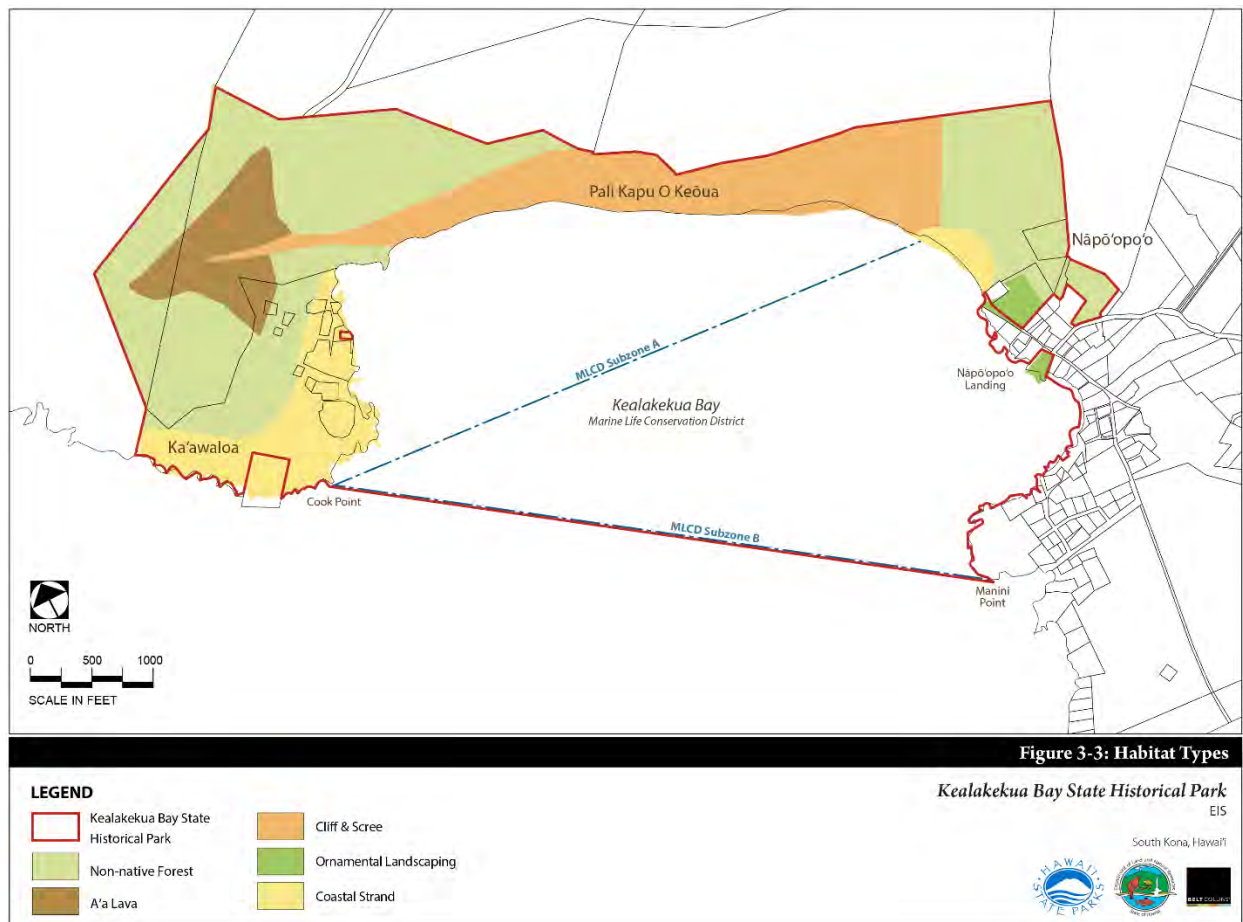 Pali Kapu O Keōua
Nāpō‘opo‘o
MLCD Subzone A
Nāpō‘opo‘o
Landing
Kealakekua Bay
Marine Life Conservation District
Ka‘awaloa
Cook Point
MLCD Subzone B
Manini
Point
NORTH
0 500 1000
SCALE IN FEET
Figure 3-3: Habitat Types
LEGEND
Kealakekua Bay State
Historical Park
Non-native Forest
A‘a Lava
Cliff & Scree
Ornamental Landscaping
Coastal Strand
Kealakekua Bay State Historical Park
EIS
South Kona, Hawai‘i
HAWAI‘I
STATE PARKS
BELT COLLINS